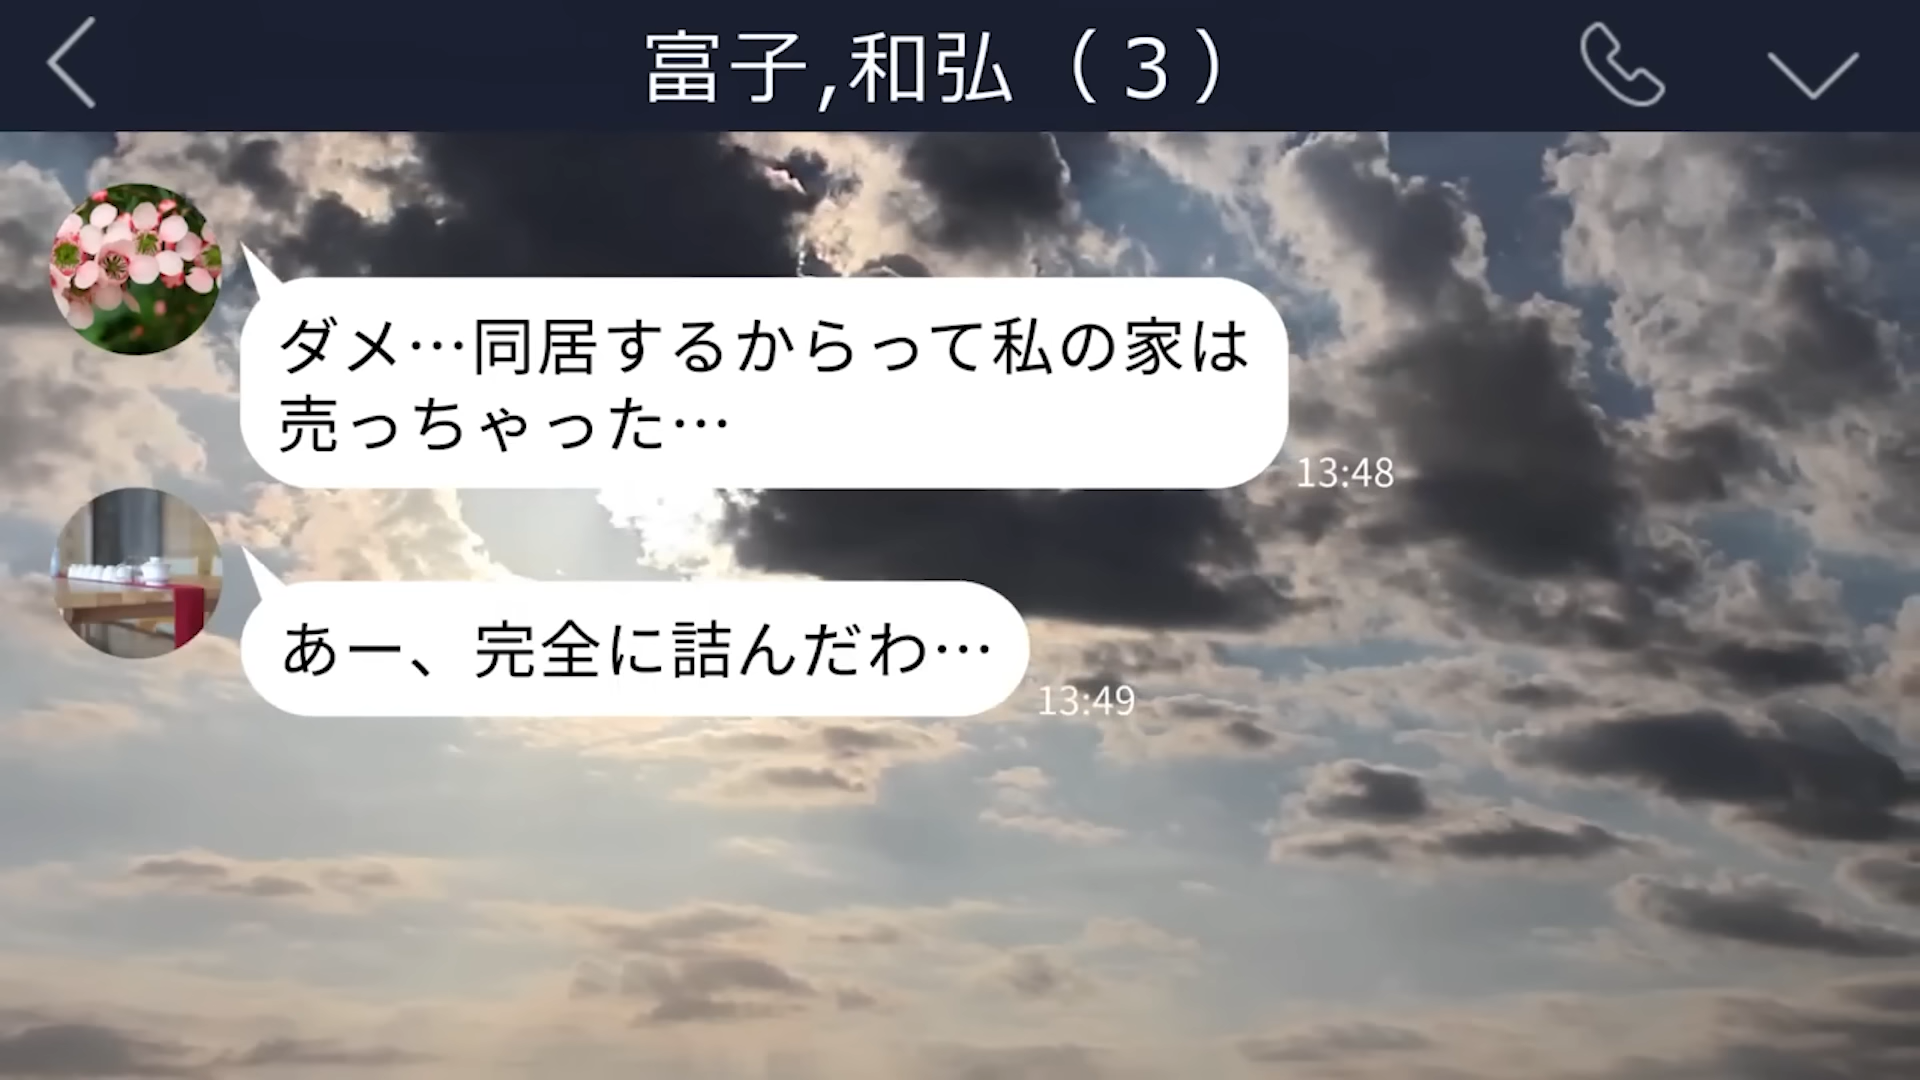 富子,和弘（3）
ダメ…同居するからって私の家は
売っちゃった…
13:48
あー、完全に詰んだわ…
13:49